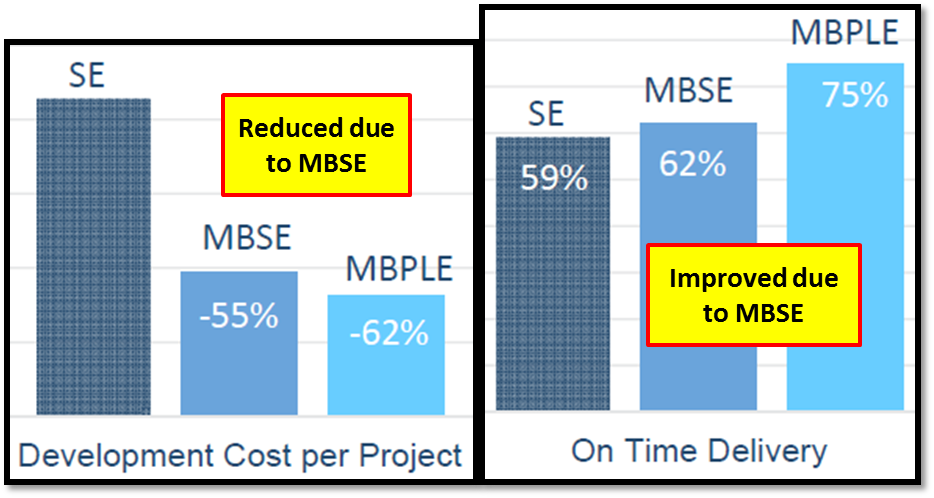 SE
Reduced due
to MBSE
MBSE
-55%
MBPLE
-62%
Development Cost per Project
MBPLE
75%
MBSE
62%
SE
59%
Improved due
to MBSE
On Time Delivery